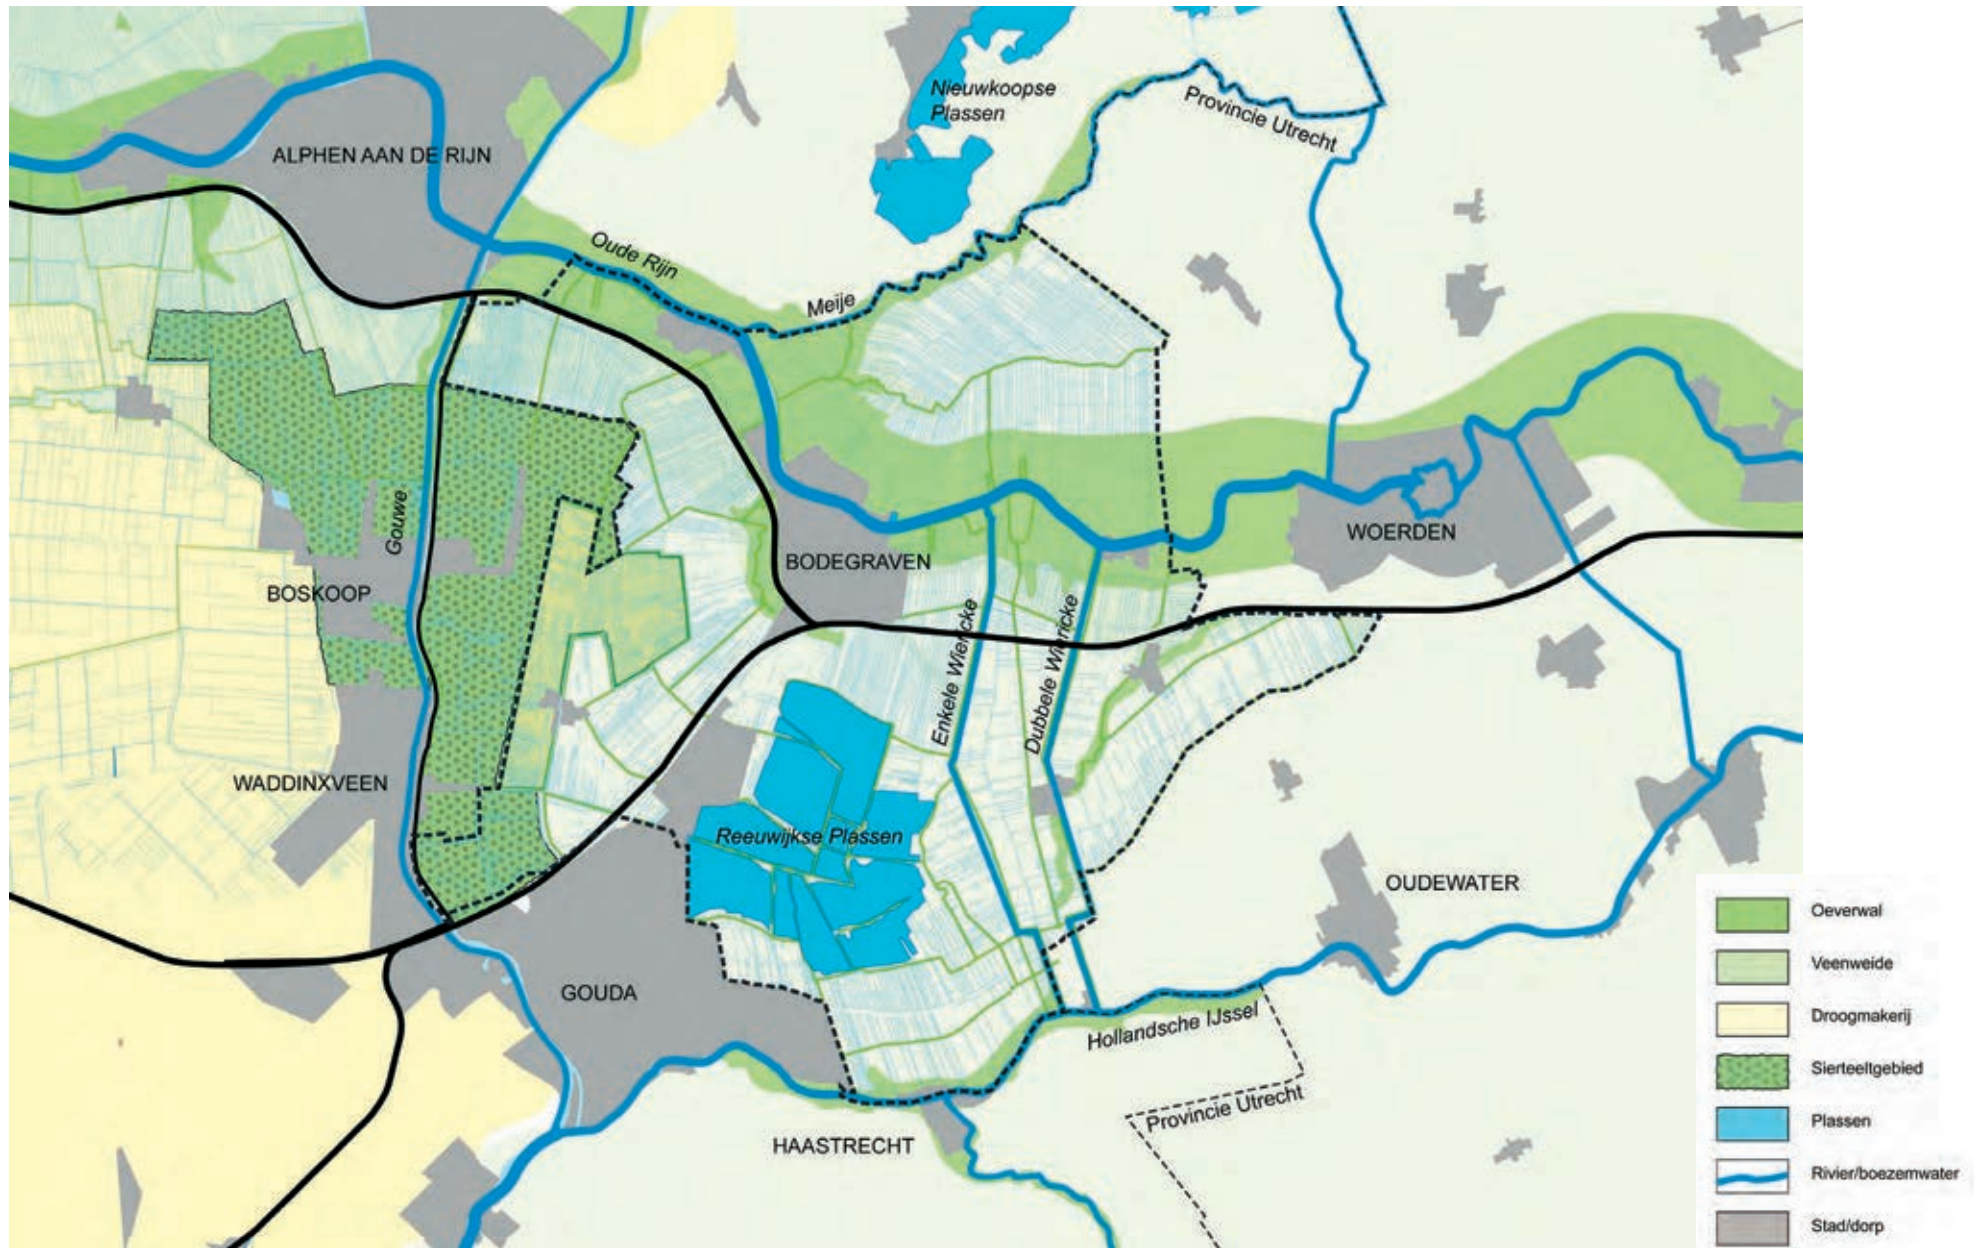 Nieuwkoopse
Plassen
Provincie Utrecht
ALPHEN AAN DE RIJN
Oude Rijn
Meije
Gouwe
WOERDEN
BODEGRAVEN
BOSKOOP
Enkele Wiericke
Dubbele Wiericke
WADDINXVEEN
Reeuwijkse Plassen
OUDEWATER
GOUDA
Hollandsche IJssel
Provincie Utrecht
HAASTRECHT
Oeverwal
Veenweide
Droogmakerij
Sierteeltgebied
Plassen
Rivier/boezemwater
Stad/dorp